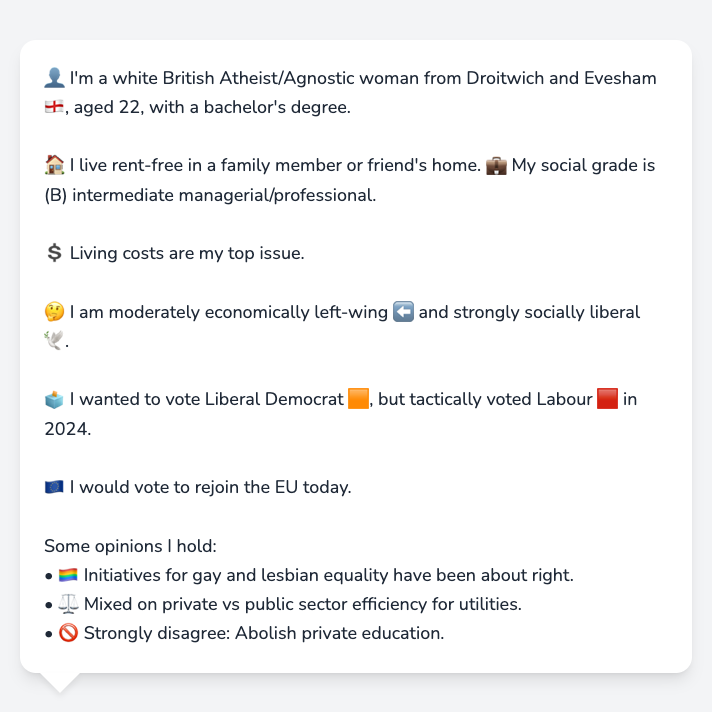 👤 I'm a white British Atheist/Agnostic woman from Droitwich and Evesham
🏴󠁧󠁢󠁥󠁮󠁧󠁿, aged 22, with a bachelor's degree.
🏠 I live rent-free in a family member or friend's home. 💼 My social grade is
(B) intermediate managerial/professional.
💲 Living costs are my top issue.
🤔 I am moderately economically left-wing ⬅️ and strongly socially liberal
🕊️.
🗳️ I wanted to vote Liberal Democrat 🟧, but tactically voted Labour 🟥 in
2024.
🇪🇺 I would vote to rejoin the EU today.
Some opinions I hold:
• 🏳️‍🌈 Initiatives for gay and lesbian equality have been about right.
• ⚖️ Mixed on private vs public sector efficiency for utilities.
• 🚫 Strongly disagree: Abolish private education.